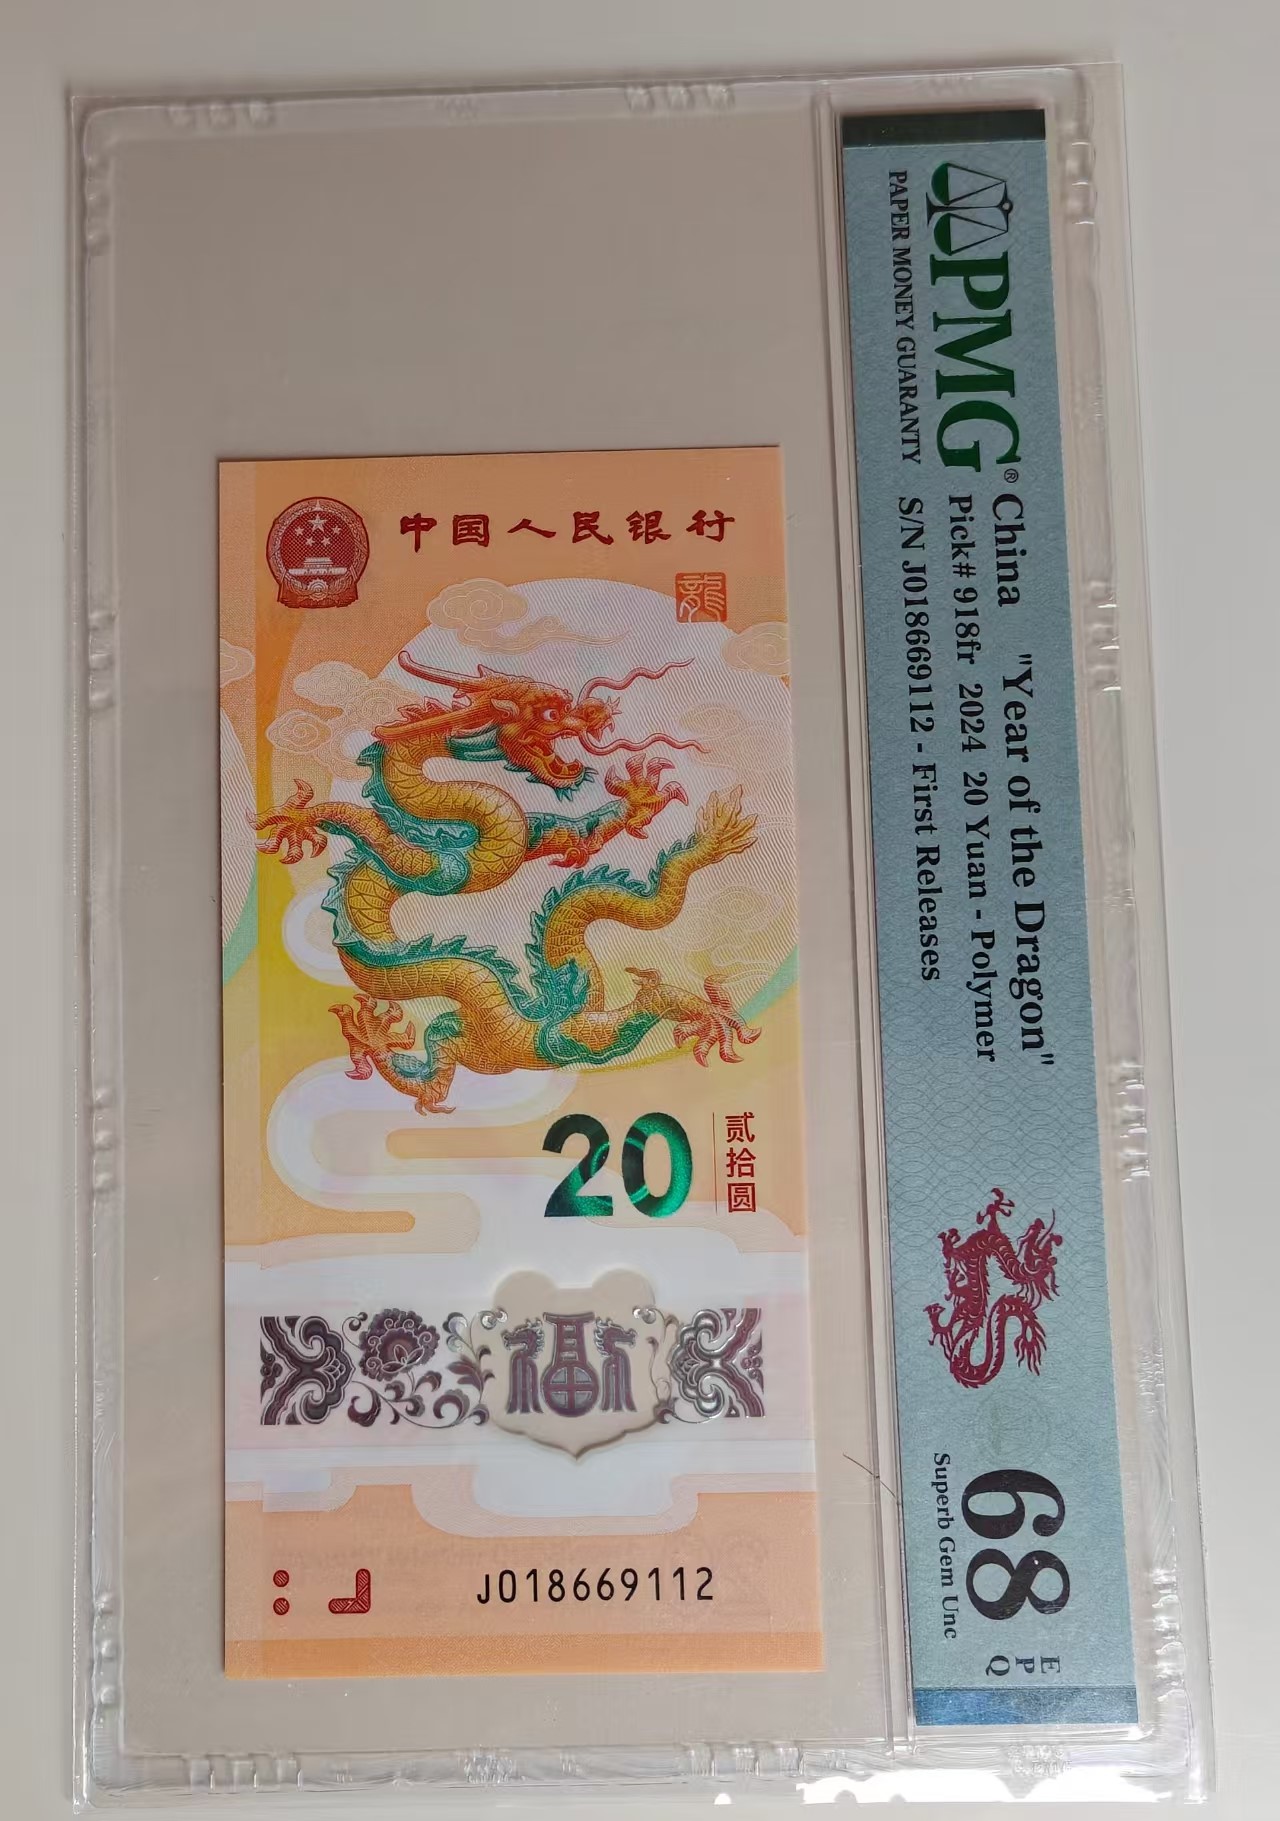 中国人民银行
龍
20
贰拾圆
福
J018669112
PMG®
PAPER MONEY GUARANTY
China "Year of the Dragon"
Pick# 918fr 2024 20 Yuan - Polymer
S/N J018669112 - First Releases
68
EPQ
Superb Gem Unc